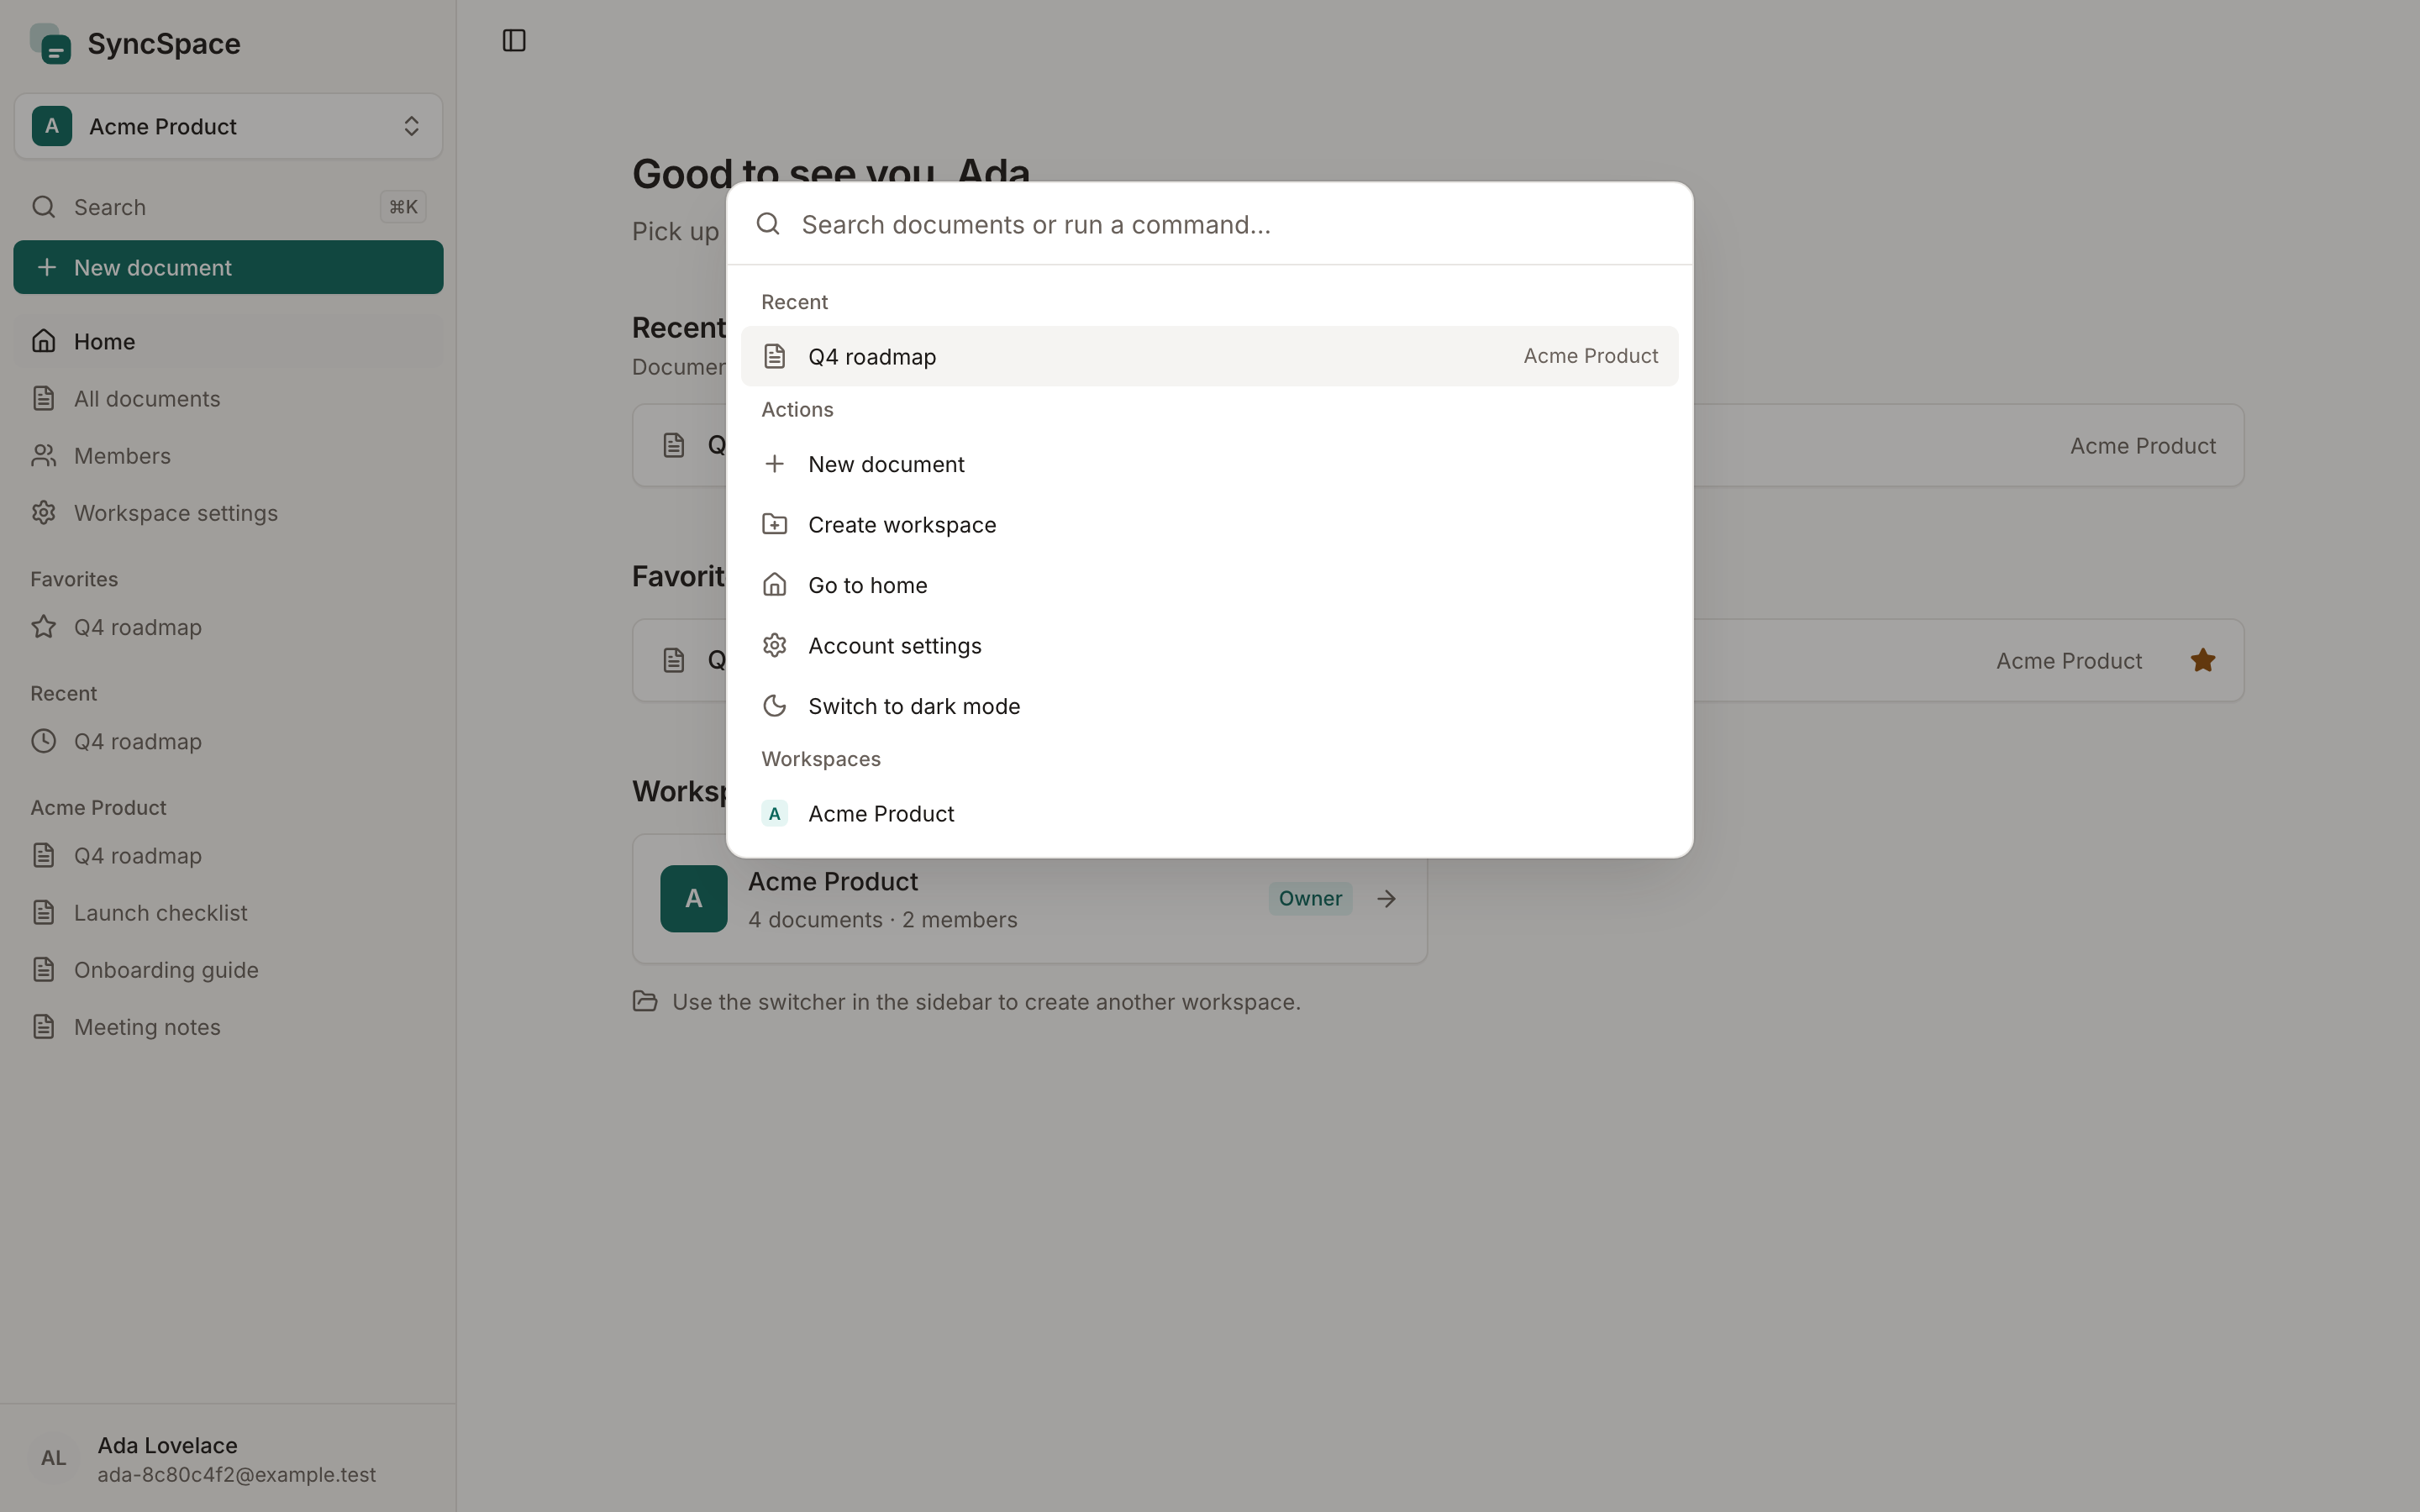 SyncSpace
A
Acme Product
Search
⌘K
New document
Home
All documents
Members
Workspace settings
Favorites
Q4 roadmap
Recent
Q4 roadmap
Acme Product
Q4 roadmap
Launch checklist
Onboarding guide
Meeting notes
AL
Ada Lovelace
ada-8c80c4f2@example.test
Good to see you, Ada
Pick up
Recent
Q
Acme Product
Q
Acme Product
A
Acme Product
4 documents · 2 members
Owner
Use the switcher in the sidebar to create another workspace.
Search documents or run a command...
Recent
Q4 roadmap
Acme Product
Actions
New document
Create workspace
Go to home
Account settings
Switch to dark mode
Workspaces
A
Acme Product